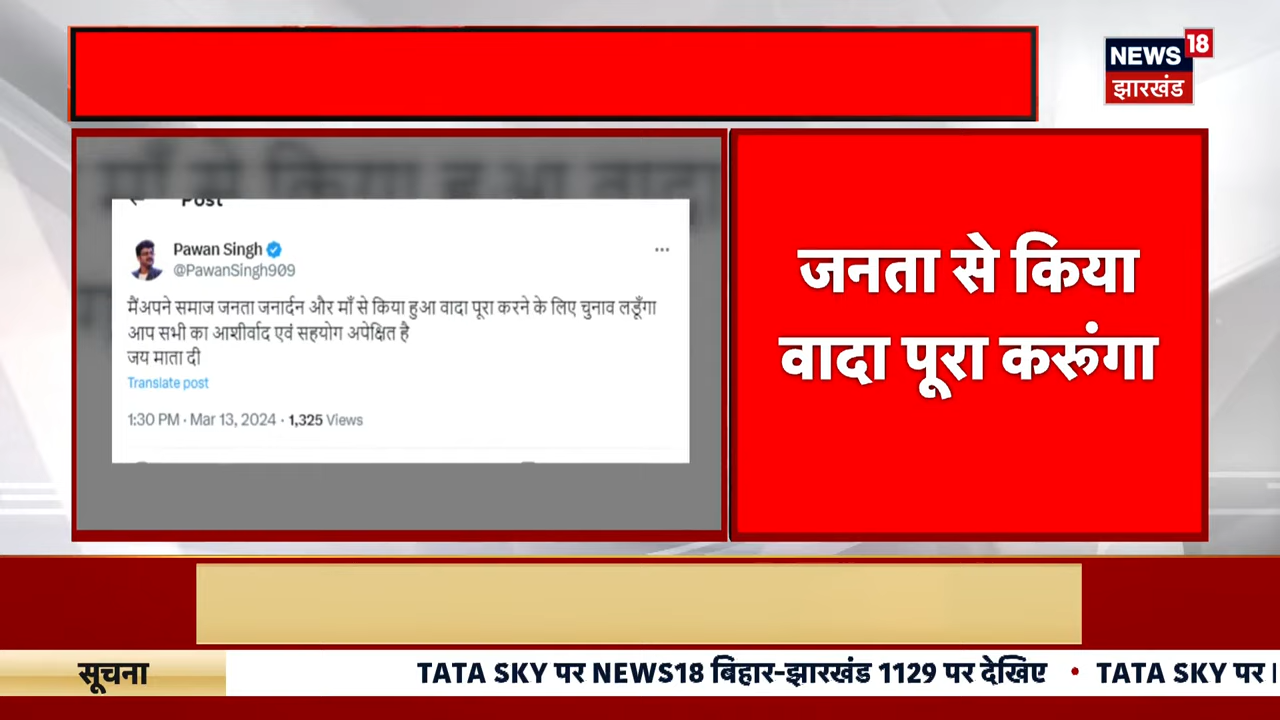 NEWS 18
झारखंड
Post
Pawan Singh
@PawanSingh909
मैंअपने समाज जनता जनार्दन और माँ से किया हुआ वादा पूरा करने के लिए चुनाव लडूँगा
आप सभी का आशीर्वाद एवं सहयोग अपेक्षित है
जय माता दी
Translate post
1:30 PM · Mar 13, 2024 · 1,325 Views
जनता से किया
वादा पूरा करूंगा
सूचना
TATA SKY पर NEWS18 बिहार-झारखंड 1129 पर देखिए • TATA SKY पर